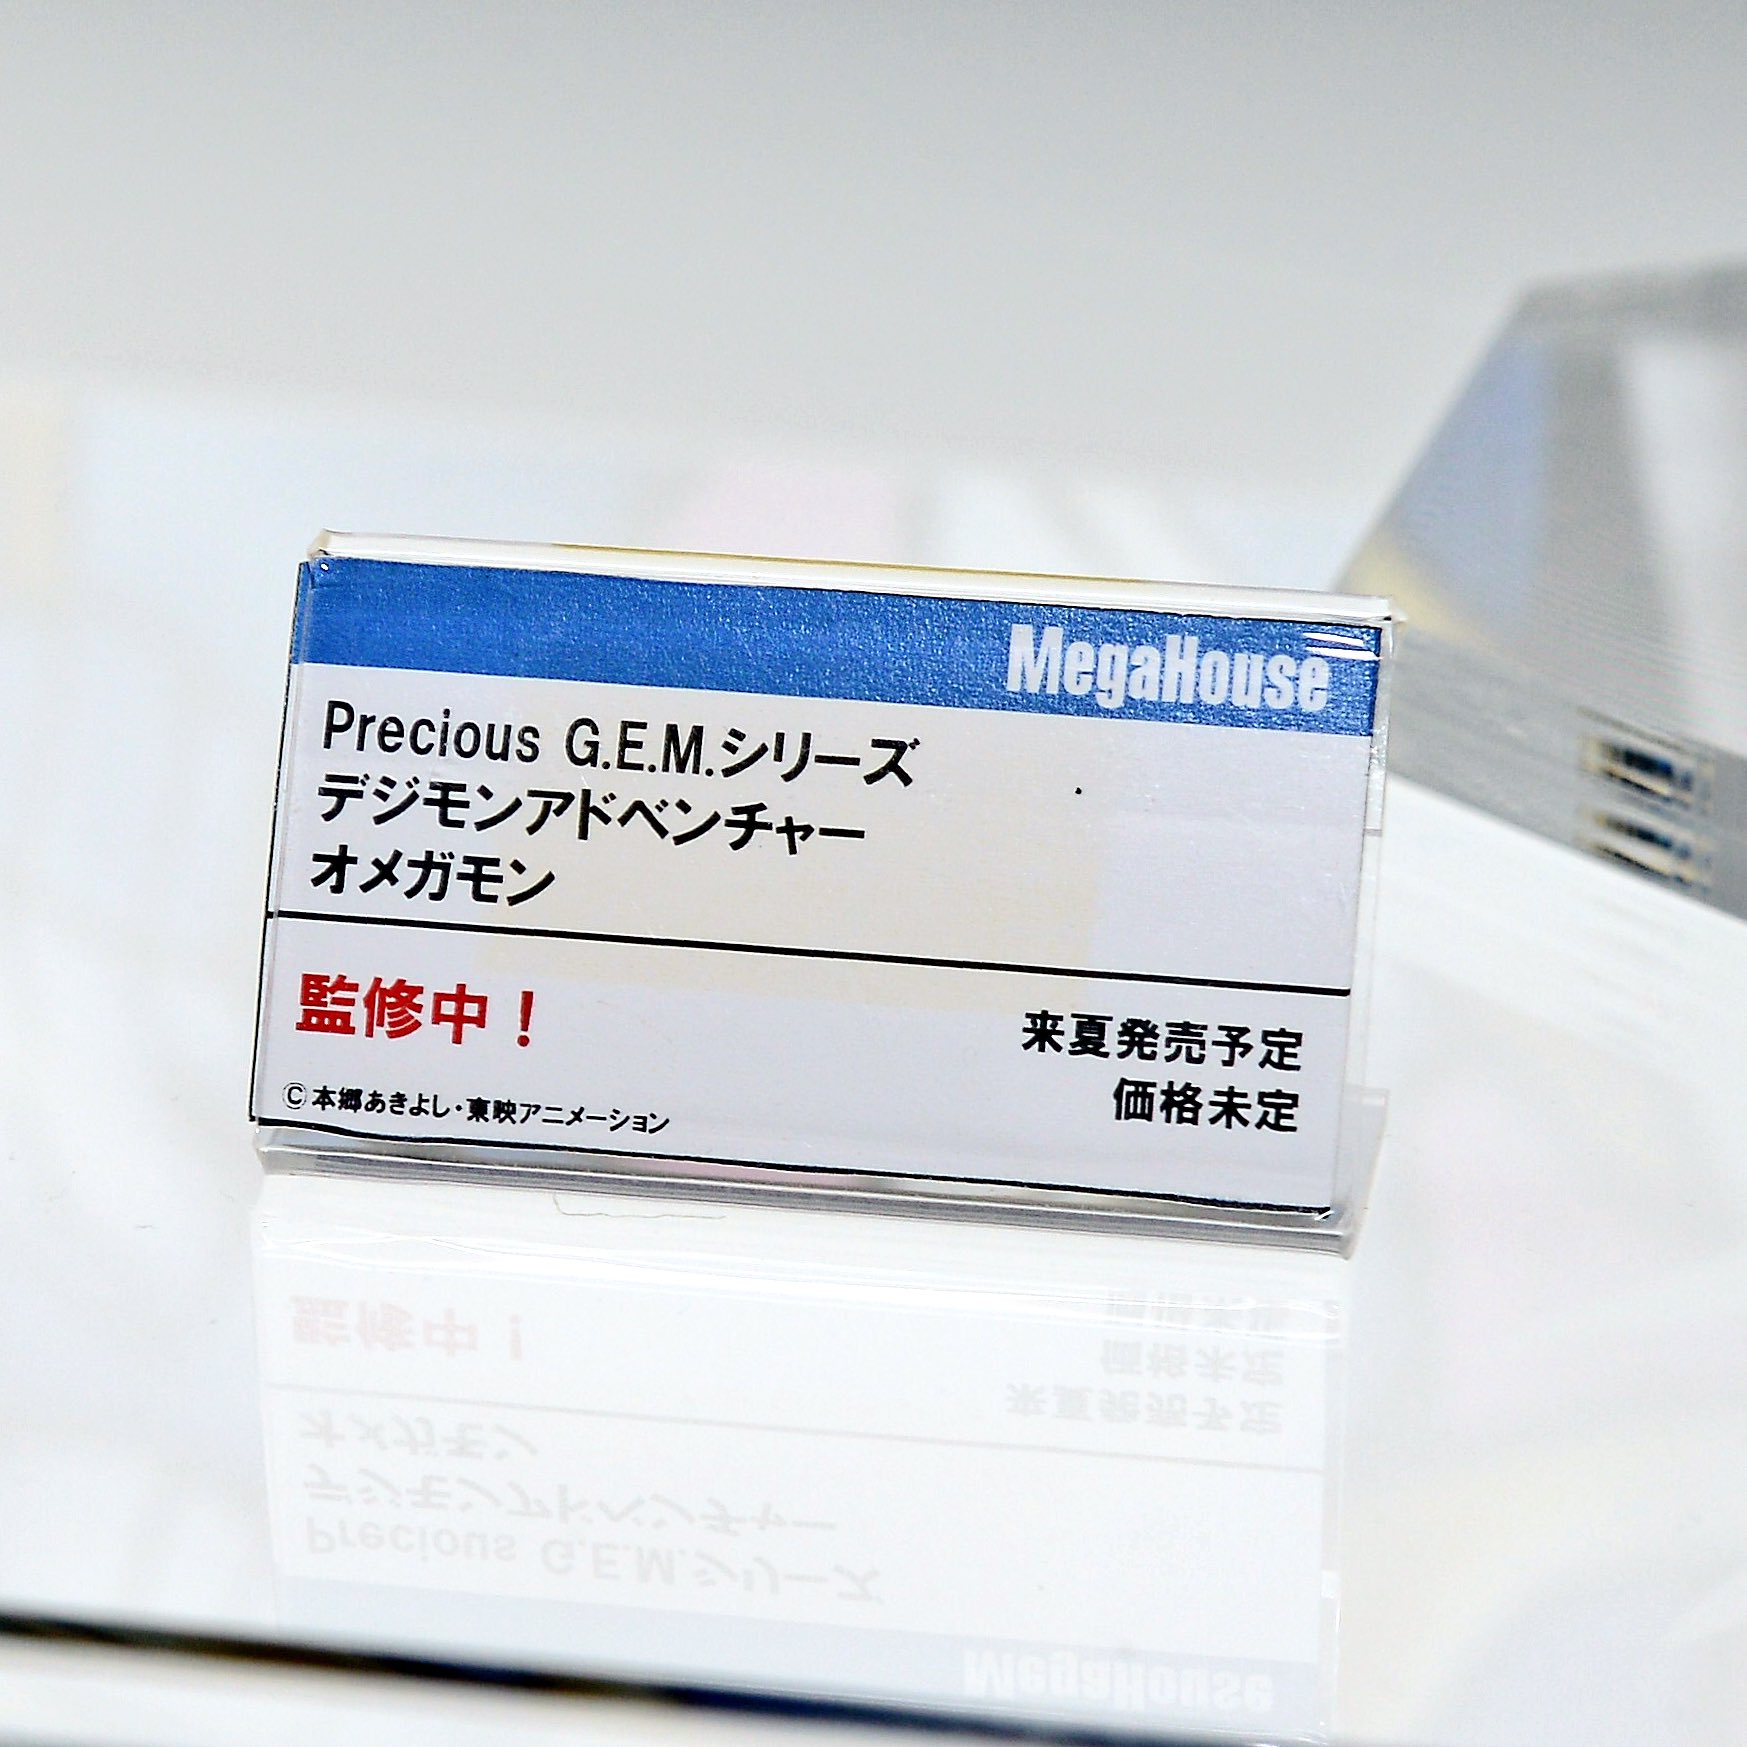 MegaHouse
Precious G.E.M.シリーズ
デジモンアドベンチャー
オメガモン
監修中！
来夏発売予定
価格未定
©本郷あきよし・東映アニメーション